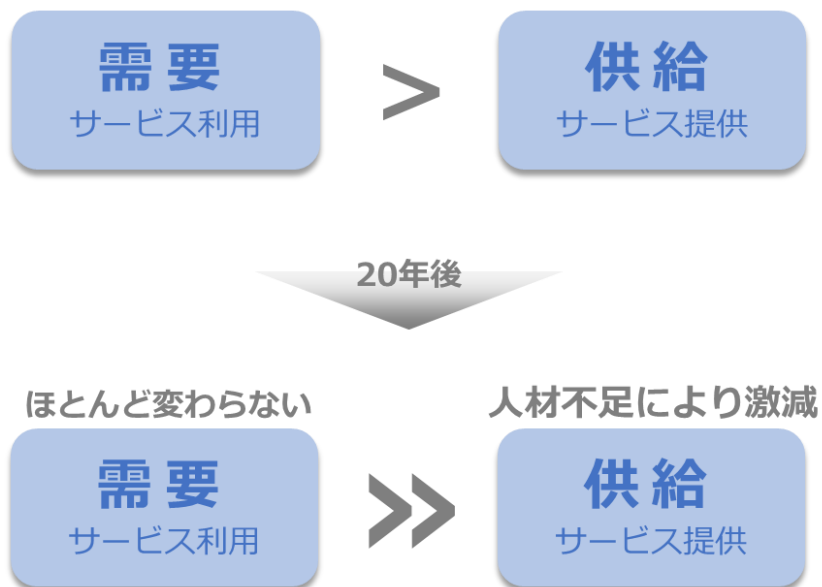 需要
サービス利用
>
供給
サービス提供
20年後
ほとんど変わらない
人材不足により激減
需要
サービス利用
>>
供給
サービス提供